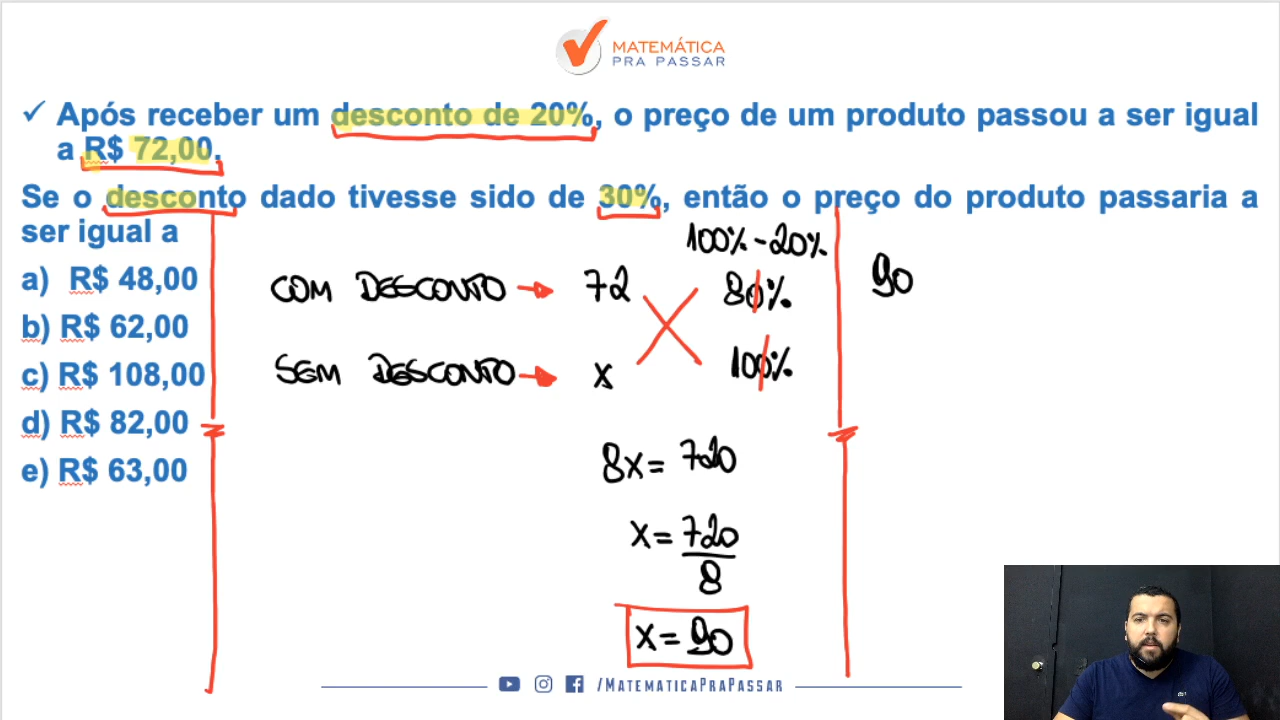 MATEMÁTICA
PRA PASSAR
✓ Após receber um desconto de 20%, o preço de um produto passou a ser igual
a R$ 72,00.
Se o desconto dado tivesse sido de 30%, então o preço do produto passaria a
ser igual a
a) R$ 48,00
b) R$ 62,00
c) R$ 108,00
d) R$ 82,00
e) R$ 63,00
100% - 20%
COM DESCONTO → 72 80%
SEM DESCONTO → x 100%
8x = 720
x = 720
8
x = 90
90
/MATEMATICAPRAPASSAR